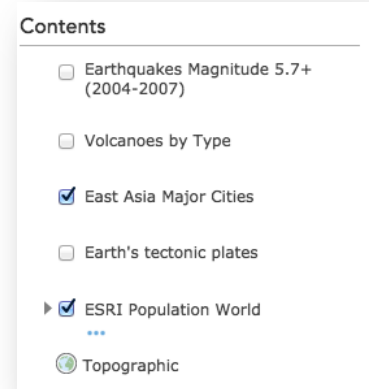 Contents
Earthquakes Magnitude 5.7+
(2004-2007)
Volcanoes by Type
East Asia Major Cities
Earth's tectonic plates
ESRI Population World
Topographic